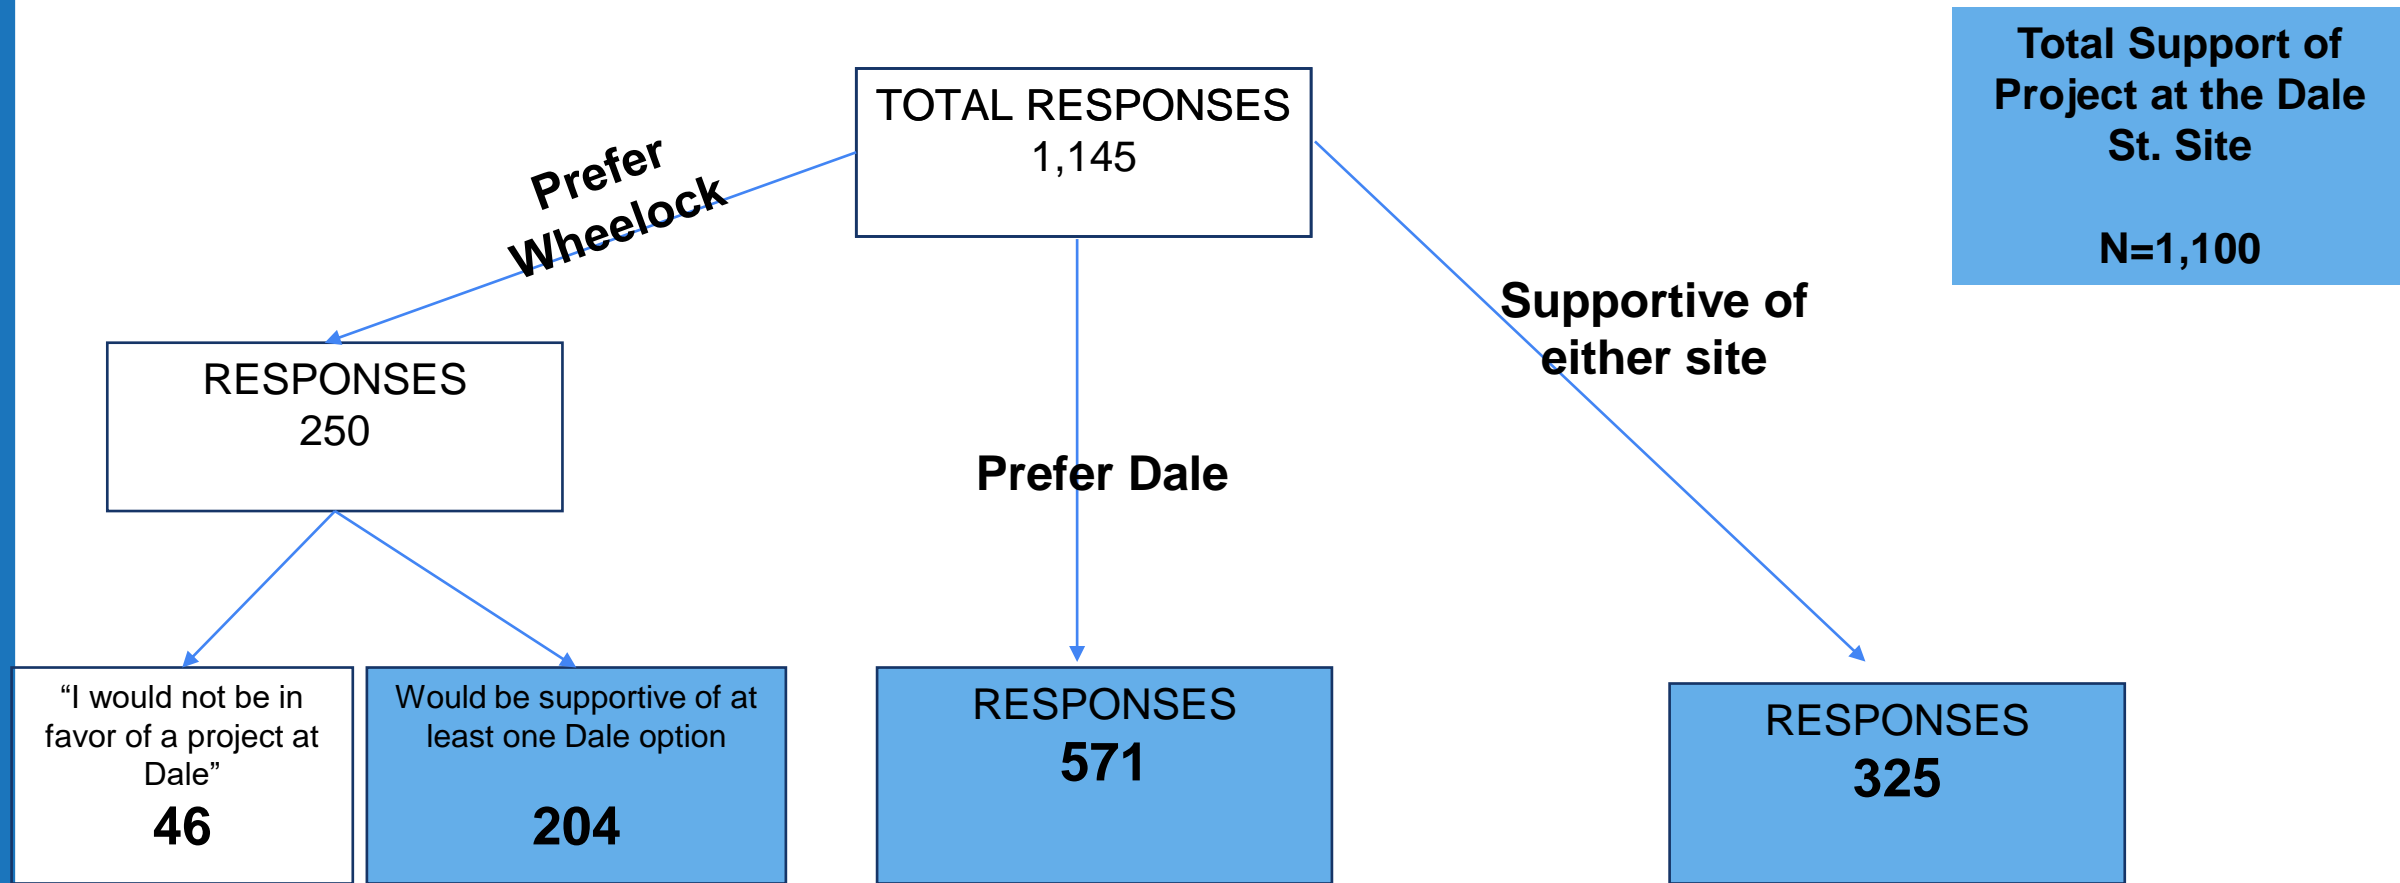 Total Support of
Project at the Dale
St. Site
N=1,100
TOTAL RESPONSES
1,145
Prefer
Wheelock
Supportive of
either site
RESPONSES
250
Prefer Dale
“I would not be in
favor of a project at
Dale”
46
Would be supportive of at
least one Dale option
204
RESPONSES
571
RESPONSES
325